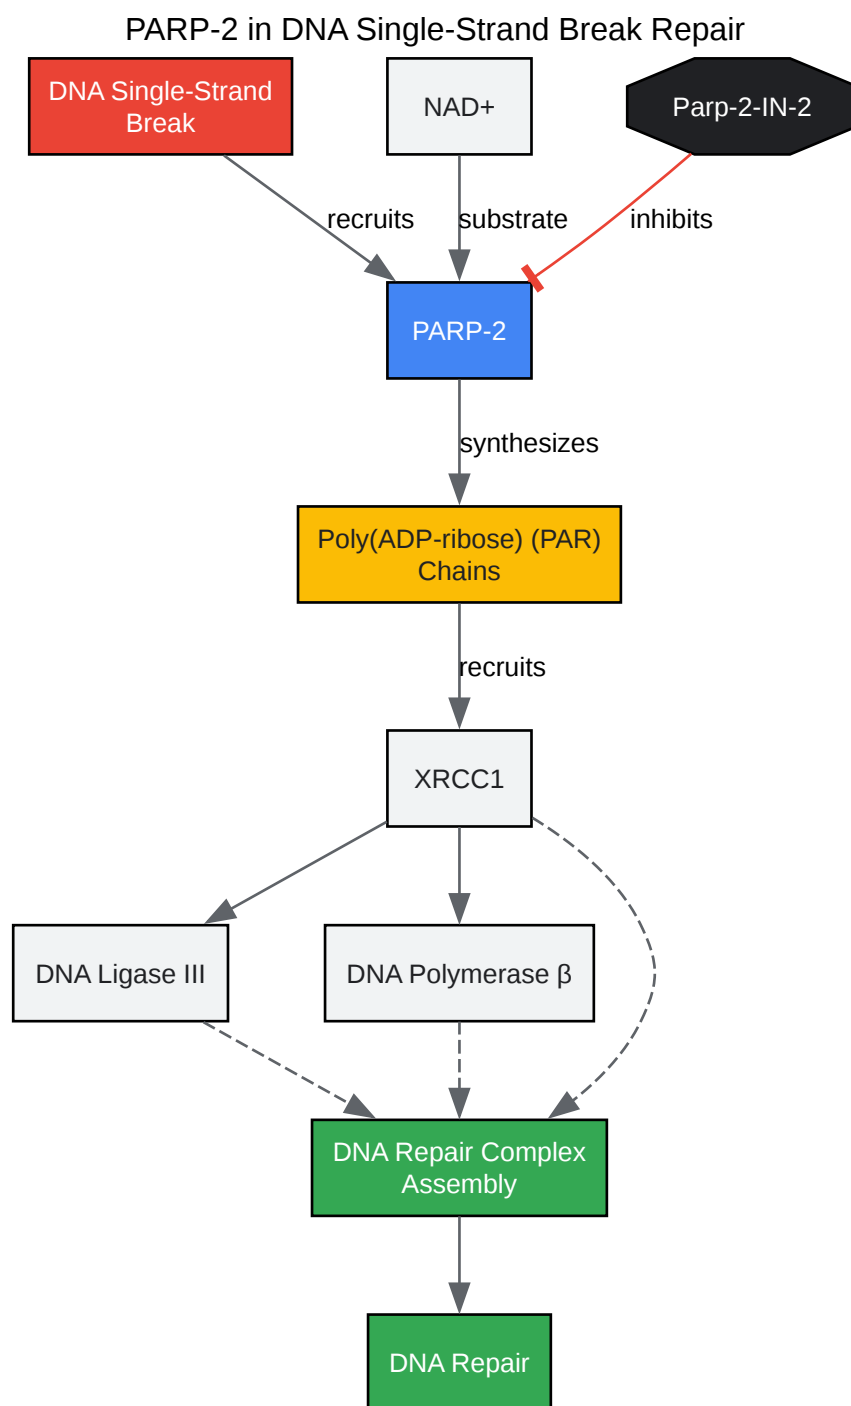 PARP-2 in DNA Single-Strand Break Repair
DNA Single-Strand
Break
NAD+
Parp-2-IN-2
recruits
substrate
inhibits
PARP-2
synthesizes
Poly(ADP-ribose) (PAR)
Chains
recruits
XRCC1
DNA Ligase III
DNA Polymerase β
DNA Repair Complex
Assembly
DNA Repair